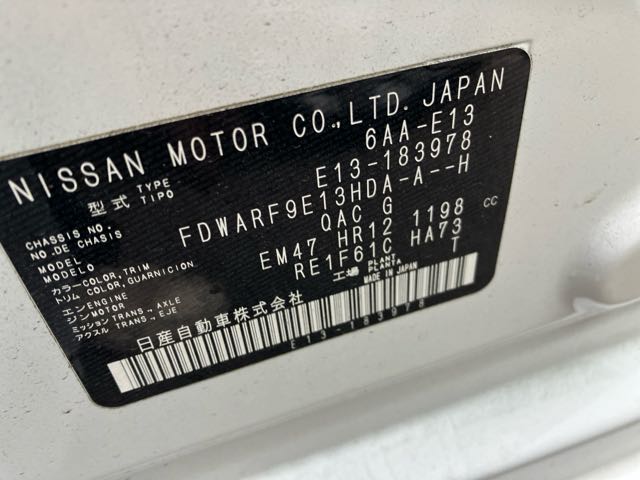 NISSAN MOTOR CO.,LTD. JAPAN
型式 TYPE TIPO 6AA-E13
CHASSIS NO. NO.DE CHASIS E13-183978
MODEL MODELO FDWARF9E13HDA-A--H
カラー COLOR,TRIM トリム COLOR,GUARNICION QAC G
エンジン ENGINE MOTOR EM47 HR12 1198 CC
ミッション TRANS., AXLE アクスル TRANS., EJE RE1F61C HA73
工場 PLANT PLANTA T
日産自動車株式会社 MADE IN JAPAN
E13-183978